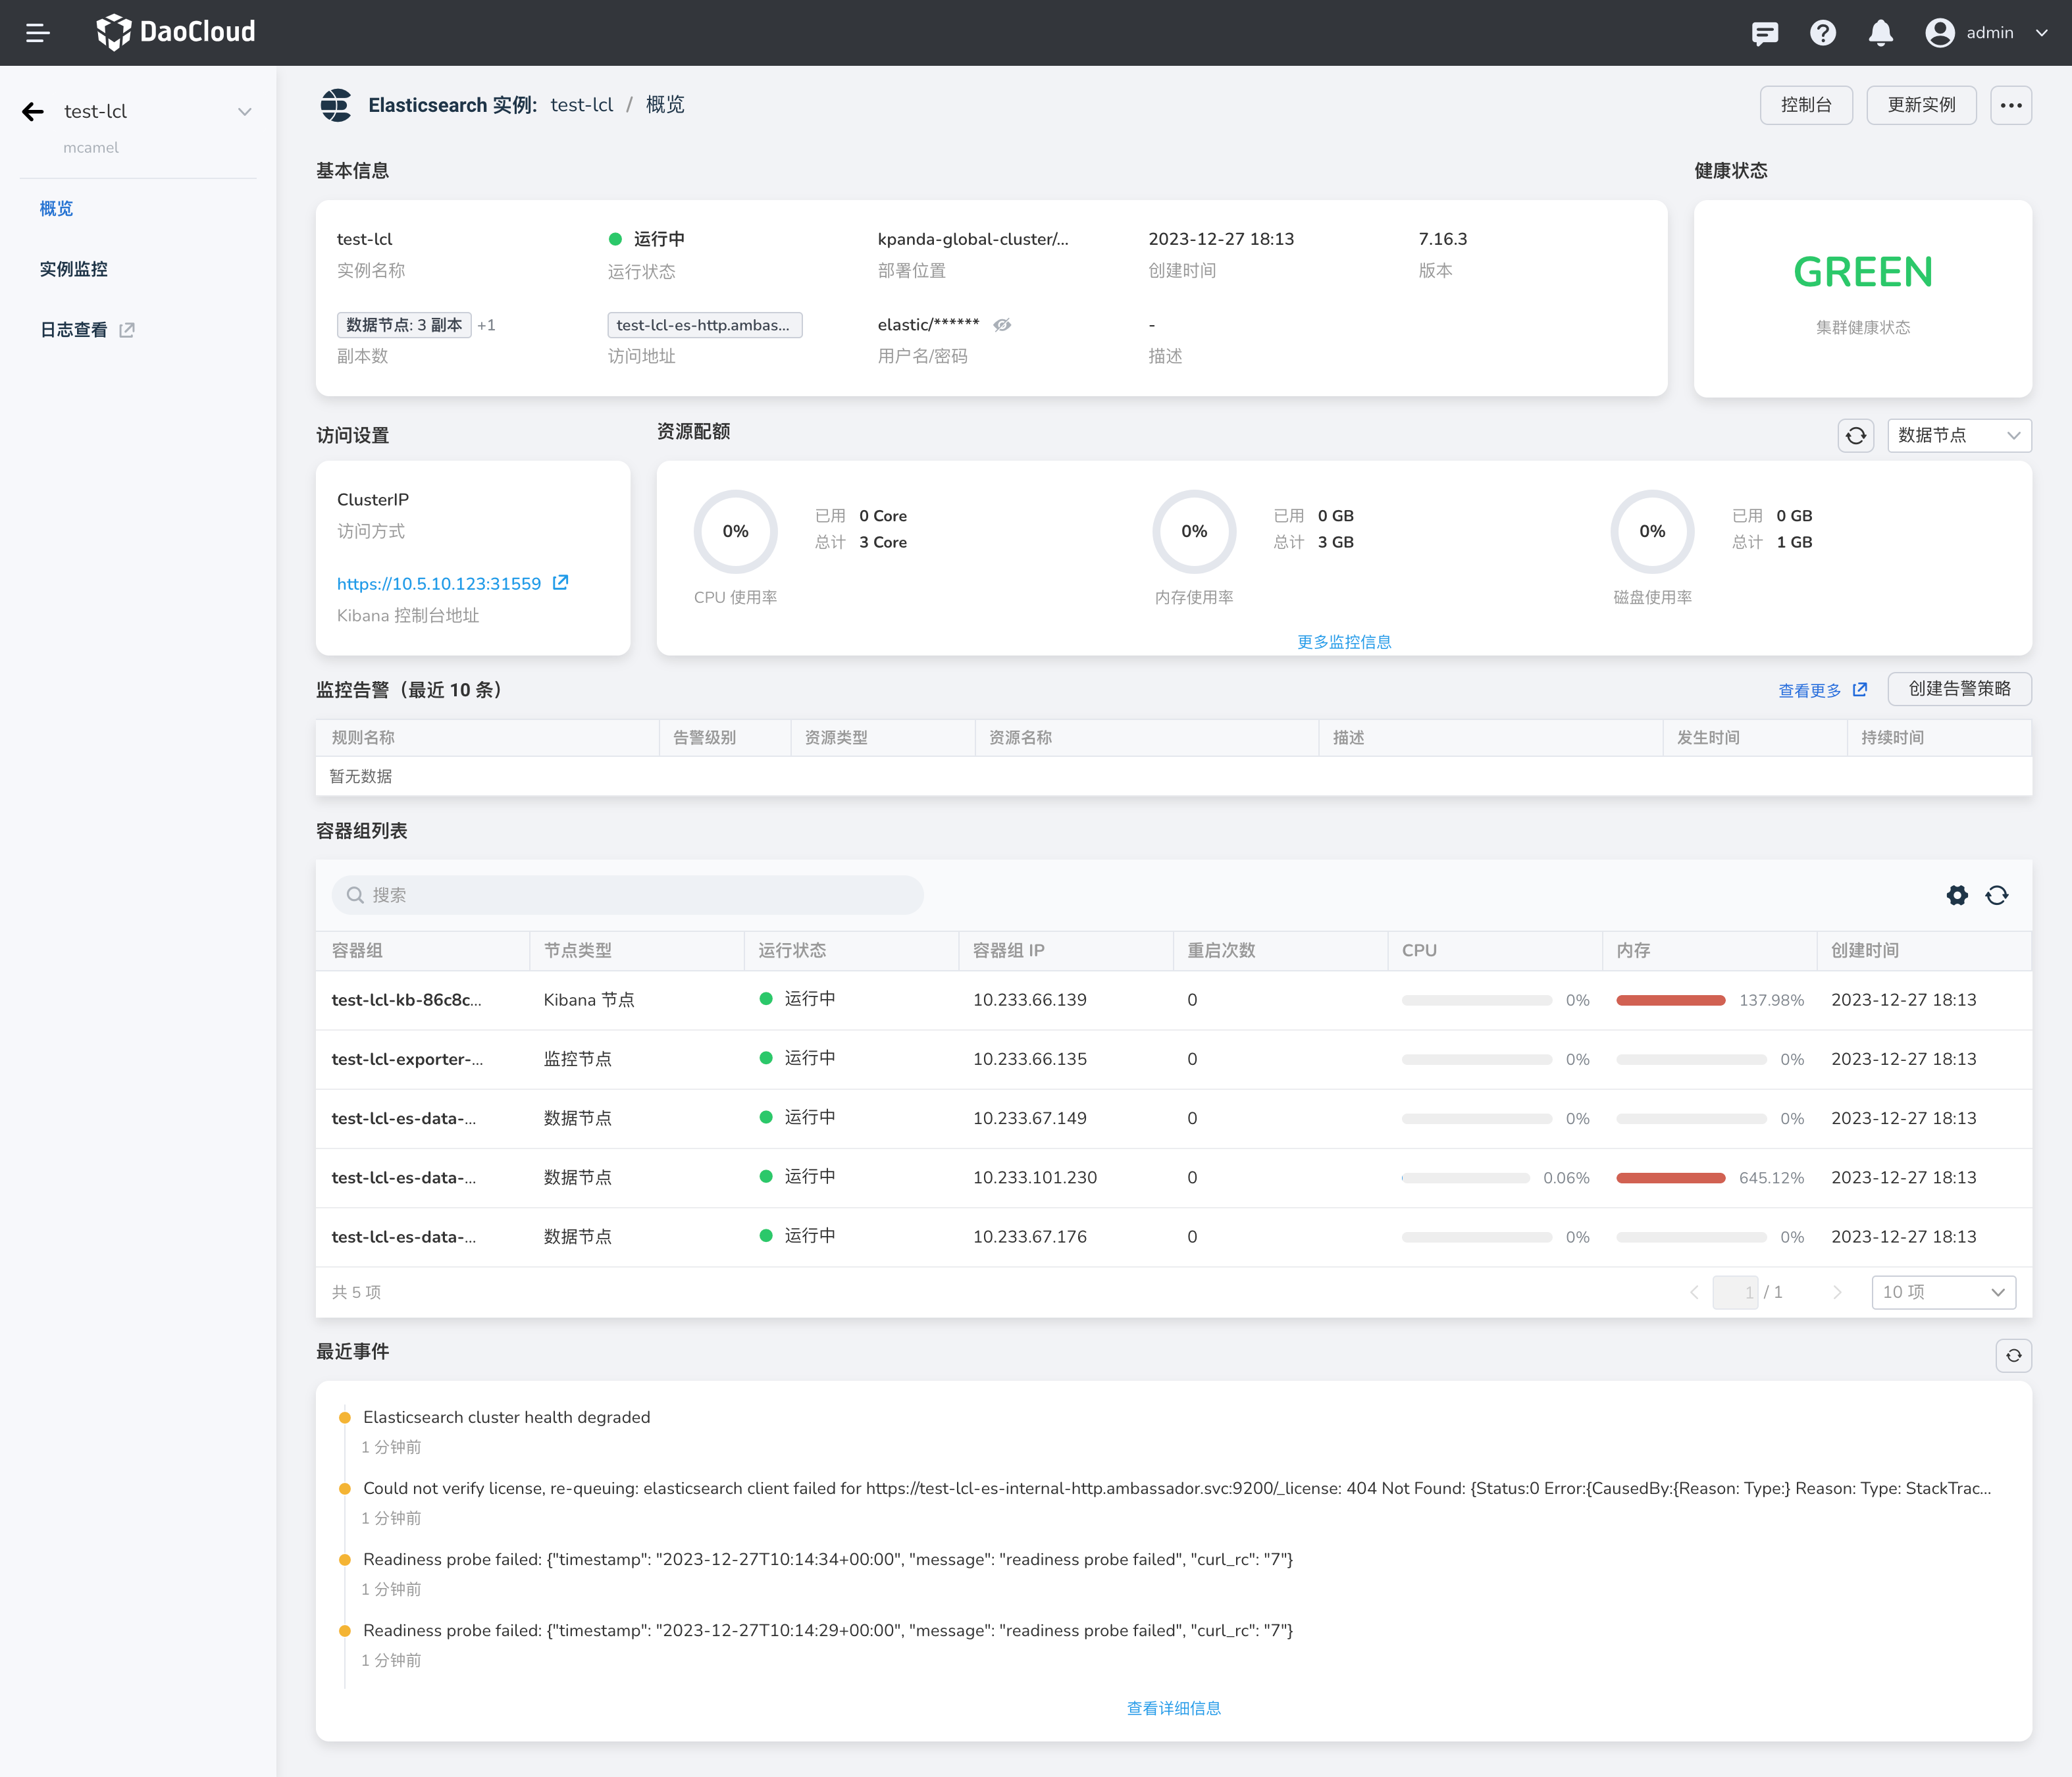 DaoCloud
admin
test-lcl
mcamel
概览
实例监控
日志查看
Elasticsearch 实例: test-lcl / 概览
控制台
更新实例
基本信息
test-lcl
实例名称
运行中
运行状态
kpanda-global-cluster/...
部署位置
2023-12-27 18:13
创建时间
7.16.3
版本
数据节点: 3 副本 +1
副本数
test-lcl-es-http.ambas...
访问地址
elastic/******
用户名/密码
-
描述
健康状态
GREEN
集群健康状态
访问设置
ClusterIP
访问方式
https://10.5.10.123:31559
Kibana 控制台地址
资源配额
数据节点
0%
已用 0 Core
总计 3 Core
CPU 使用率
0%
已用 0 GB
总计 3 GB
内存使用率
0%
已用 0 GB
总计 1 GB
磁盘使用率
更多监控信息
监控告警（最近 10 条）
查看更多
创建告警策略
规则名称 告警级别 资源类型 资源名称 描述 发生时间 持续时间
暂无数据
容器组列表
搜索
容器组 节点类型 运行状态 容器组 IP 重启次数 CPU 内存 创建时间
test-lcl-kb-86c8c... Kibana 节点 运行中 10.233.66.139 0 0% 137.98% 2023-12-27 18:13
test-lcl-exporter-... 监控节点 运行中 10.233.66.135 0 0% 0% 2023-12-27 18:13
test-lcl-es-data-... 数据节点 运行中 10.233.67.149 0 0% 0% 2023-12-27 18:13
test-lcl-es-data-... 数据节点 运行中 10.233.101.230 0 0.06% 645.12% 2023-12-27 18:13
test-lcl-es-data-... 数据节点 运行中 10.233.67.176 0 0% 0% 2023-12-27 18:13
共 5 项
1 / 1
10 项
最近事件
Elasticsearch cluster health degraded
1 分钟前
Could not verify license, re-queuing: elasticsearch client failed for https://test-lcl-es-internal-http.ambassador.svc:9200/_license: 404 Not Found: {Status:0 Error:{CausedBy:{Reason: Type:} Reason: Type: StackTrac...
1 分钟前
Readiness probe failed: {"timestamp": "2023-12-27T10:14:34+00:00", "message": "readiness probe failed", "curl_rc": "7"}
1 分钟前
Readiness probe failed: {"timestamp": "2023-12-27T10:14:29+00:00", "message": "readiness probe failed", "curl_rc": "7"}
1 分钟前
查看详细信息